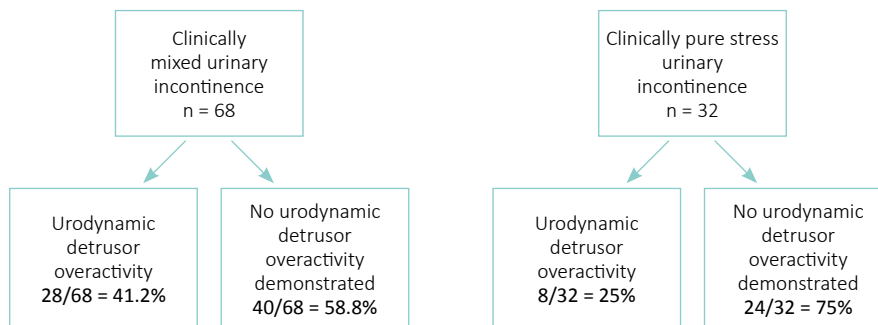 Clinically
mixed urinary
incontinence
n = 68
Clinically pure stress
urinary
incontinence
n = 32
Urodynamic
detrusor
overactivity
28/68 = 41.2%
No urodynamic
detrusor
overactivity
demonstrated
40/68 = 58.8%
Urodynamic
detrusor
overactivity
8/32 = 25%
No urodynamic
detrusor
overactivity
demonstrated
24/32 = 75%